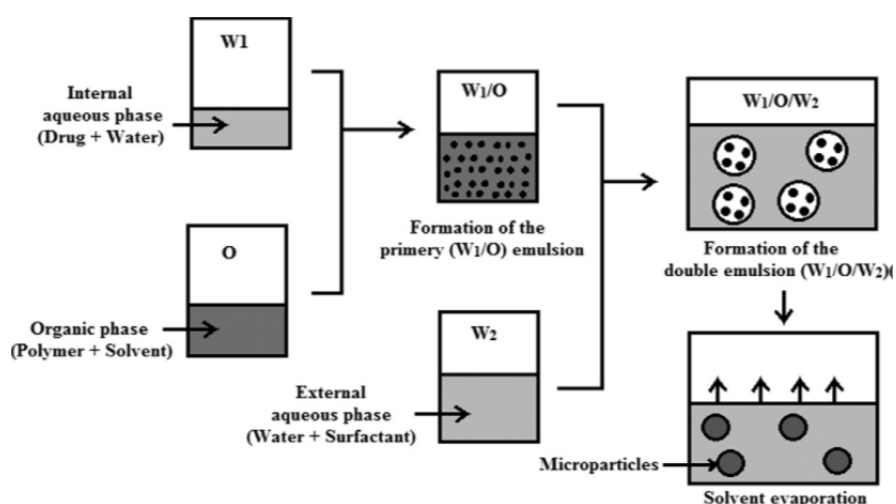 W1
Internal
aqueous phase
(Drug + Water)
O
Organic phase
(Polymer + Solvent)
W₁/O
Formation of the
primery (W₁/O) emulsion
W₂
External
aqueous phase
(Water + Surfactant)
W₁/O/W₂
Formation of the
double emulsion (W₁/O/W₂)(
Microparticles
Solvent evaporation